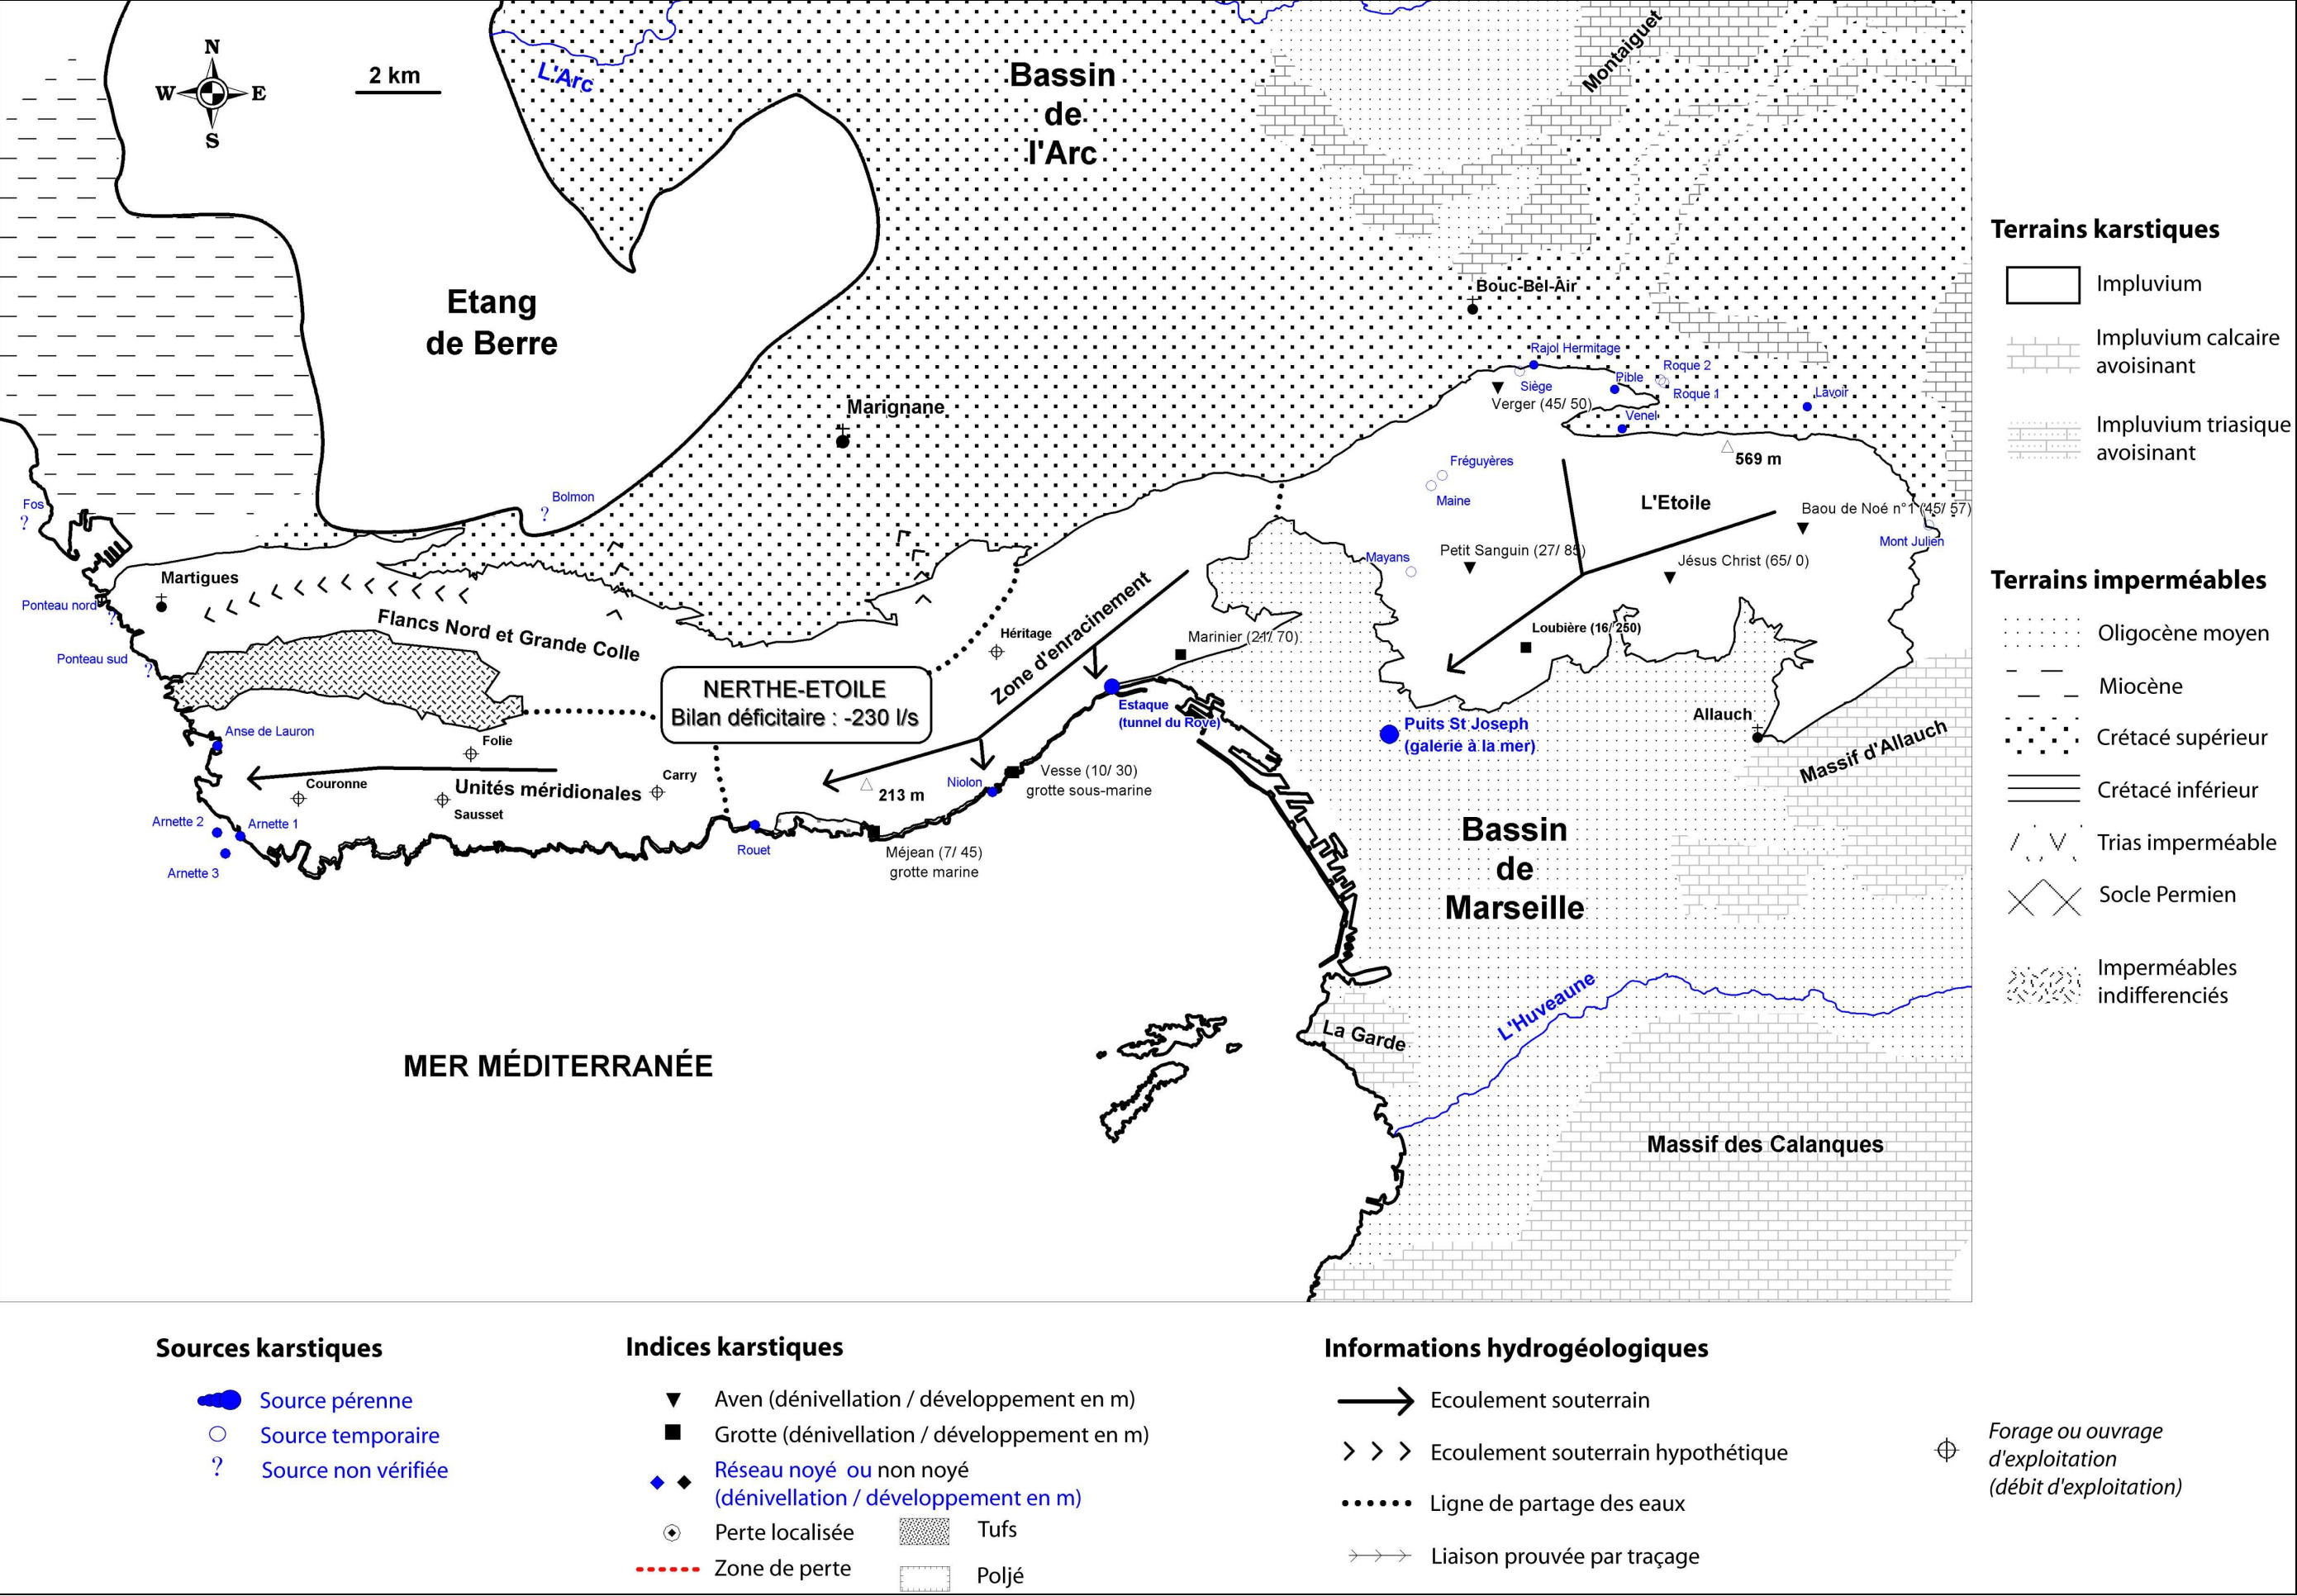 N
W
E
S
2 km
L'Arc
Bassin
de
l'Arc
Montaiguet
Etang
de Berre
Bouc-Bel-Air
Marignane
Rajol Hermitage
Siège
Verger (45/ 50)
Pible
Roque 2
Roque 1
Lavoir
Venel
569 m
Fréguyères
Maine
L'Etoile
Baou de Noé n°1 (45/ 57)
Mont Julien
Fos
?
Bolmon
?
Martigues
Ponteau nord
?
Ponteau sud
?
Flancs Nord et Grande Colle
Mayans
Petit Sanguin (27/ 85)
Jésus Christ (65/ 0)
Héritage
Zone d'enracinement
Marinier (21/ 70)
Loubière (16/ 250)
NERTHE-ETOILE
Bilan déficitaire : -230 l/s
Estaque
(tunnel du Rove)
Puits St Joseph
(galerie à la mer)
Allauch
Massif d'Allauch
Anse de Lauron
Folie
Couronne
Unités méridionales
Carry
Sausset
213 m
Niolon
Vesse (10/ 30)
grotte sous-marine
Arnette 2
Arnette 1
Arnette 3
Rouet
Méjean (7/ 45)
grotte marine
Bassin
de
Marseille
La Garde
L'Huveaune
MER MÉDITERRANÉE
Massif des Calanques
Terrains karstiques
Impluvium
Impluvium calcaire
avoisinant
Impluvium triasique
avoisinant
Terrains imperméables
Oligocène moyen
Miocène
Crétacé supérieur
Crétacé inférieur
Trias imperméable
Socle Permien
Imperméables
indifferenciés
Sources karstiques
Source pérenne
Source temporaire
? Source non vérifiée
Indices karstiques
Aven (dénivellation / développement en m)
Grotte (dénivellation / développement en m)
Réseau noyé ou non noyé
(dénivellation / développement en m)
Perte localisée
Tufs
Zone de perte
Poljé
Informations hydrogéologiques
Ecoulement souterrain
Ecoulement souterrain hypothétique
Ligne de partage des eaux
Liaison prouvée par traçage
Forage ou ouvrage
d'exploitation
(débit d'exploitation)